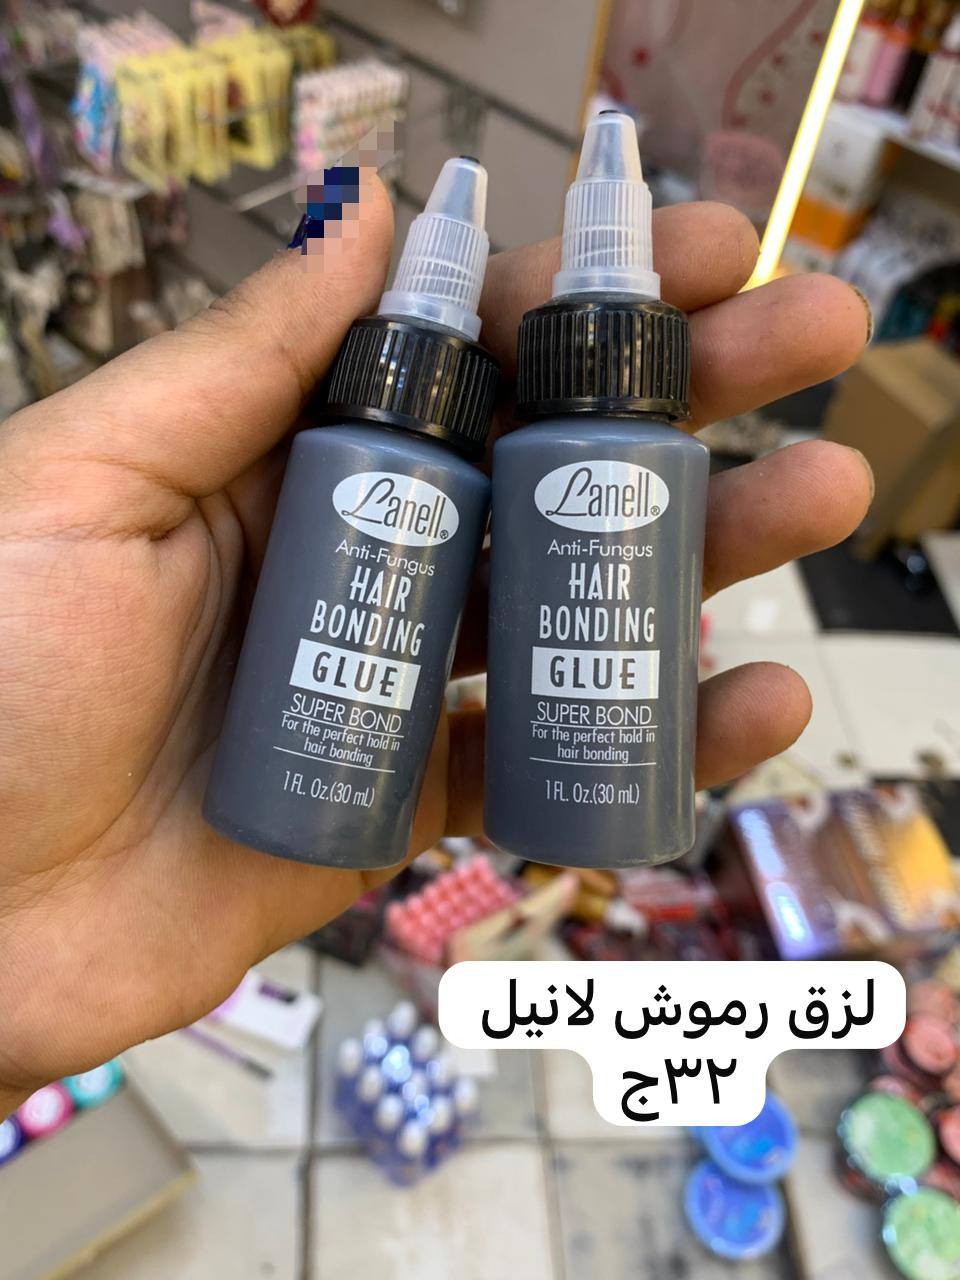 Lanell®
Anti-Fungus
HAIR
BONDING
GLUE
SUPER BOND
For the perfect hold in
hair bonding
1 FL. Oz.(30 mL)
Lanell®
Anti-Fungus
HAIR
BONDING
GLUE
SUPER BOND
For the perfect hold in
hair bonding
1 FL. Oz.(30 mL)
لزق رموش لانيل
٣٢ج